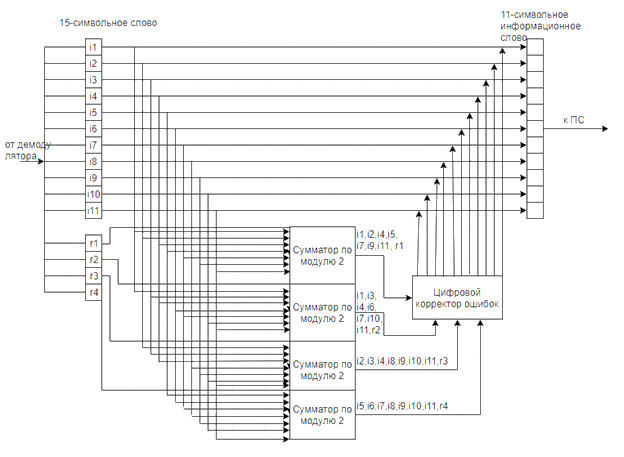 15-символьное слово
11-символьное
информационное
слово
i1
i2
i3
i4
i5
i6
i7
i8
i9
i10
i11
от демоду
лятора
к ПС
r1
r2
r3
r4
Сумматор по
модулю 2
i1,i2,i4,i5,
i7,i9,i11, r1
Сумматор по
модулю 2
i1,i3,
i4,i6,
i7,i10,
i11,r2
Цифровой
корректор ошибок
Сумматор по
модулю 2
i2,i3,i4,i8,i9,i10,i11,r3
Сумматор по
модулю 2
i5,i6,i7,i8,i9,i10,i11,r4